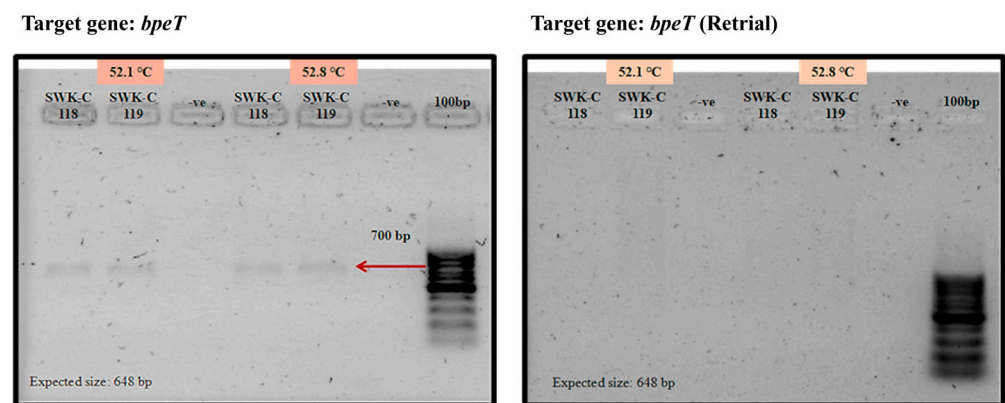 Target gene: bpeT
52.1 °C
52.8 °C
SWK-C SWK-C -ve SWK-C SWK-C -ve 100bp
118 119 118 119
700 bp
Expected size: 648 bp
Target gene: bpeT (Retrial)
52.1 °C
52.8 °C
SWK-C SWK-C -ve SWK-C SWK-C -ve 100bp
118 119 118 119
Expected size: 648 bp